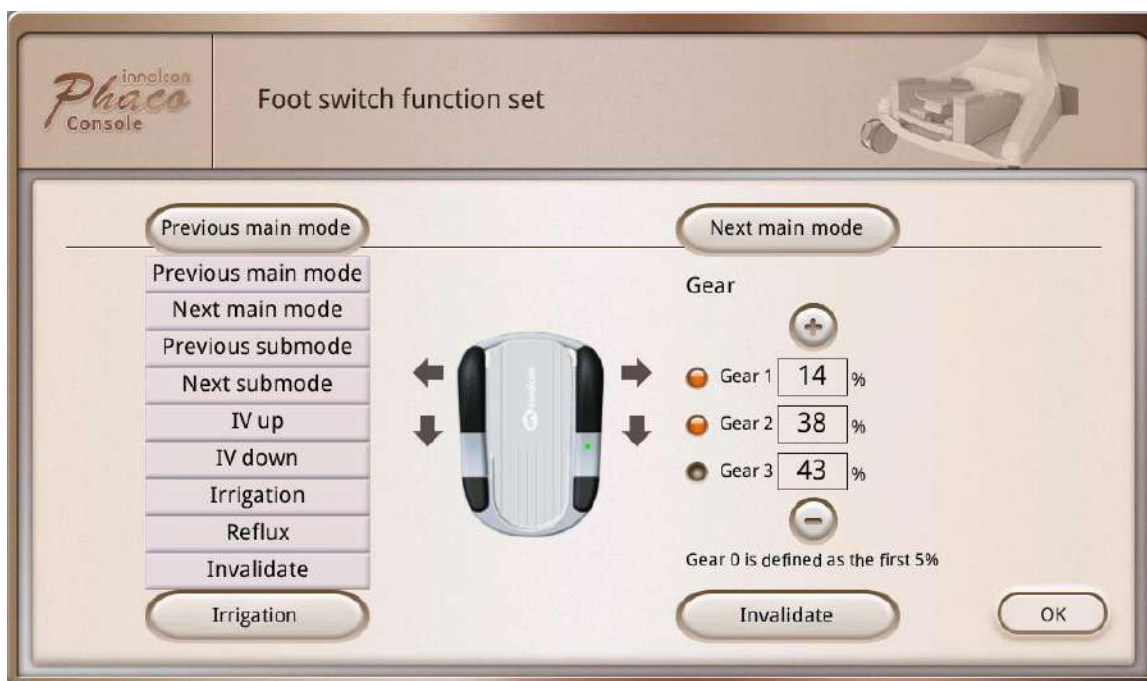 innolcon
Phaco
Console
Foot switch function set
Previous main mode
Next main mode
Previous main mode
Next main mode
Previous submode
Next submode
IV up
IV down
Irrigation
Reflux
Invalidate
Irrigation
Gear
+
Gear 1 14 %
Gear 2 38 %
Gear 3 43 %
−
Gear 0 is defined as the first 5%
Invalidate
OK